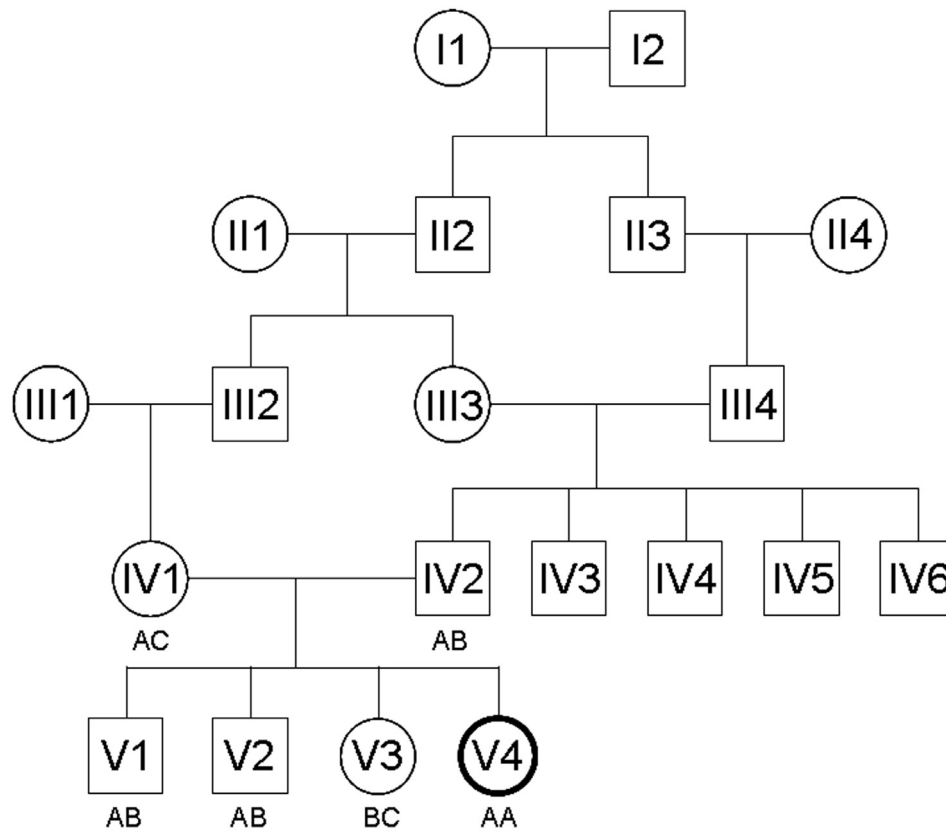 I1 I2
II1 II2 II3 II4
III1 III2 III3 III4
IV1 IV2 IV3 IV4 IV5 IV6
AC AB
V1 V2 V3 V4
AB AB BC AA